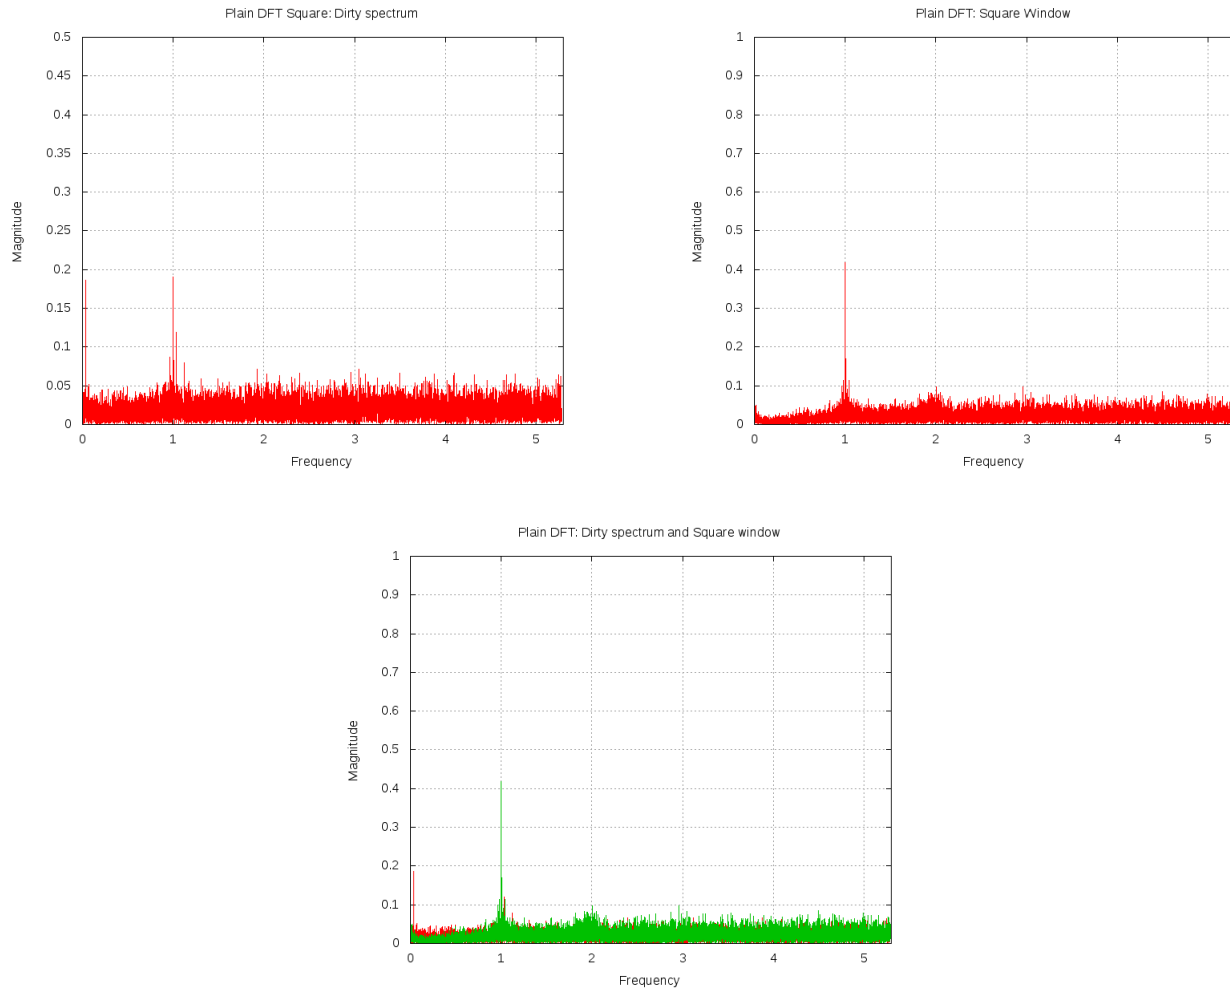 Plain DFT Square: Dirty spectrum
0.5
0.45
0.4
0.35
0.3
0.25
0.2
0.15
0.1
0.05
0
Magnitude
0 1 2 3 4 5
Frequency
Plain DFT: Square Window
1
0.9
0.8
0.7
0.6
0.5
0.4
0.3
0.2
0.1
0
Magnitude
0 1 2 3 4 5
Frequency
Plain DFT: Dirty spectrum and Square window
1
0.9
0.8
0.7
0.6
0.5
0.4
0.3
0.2
0.1
0
Magnitude
0 1 2 3 4 5
Frequency